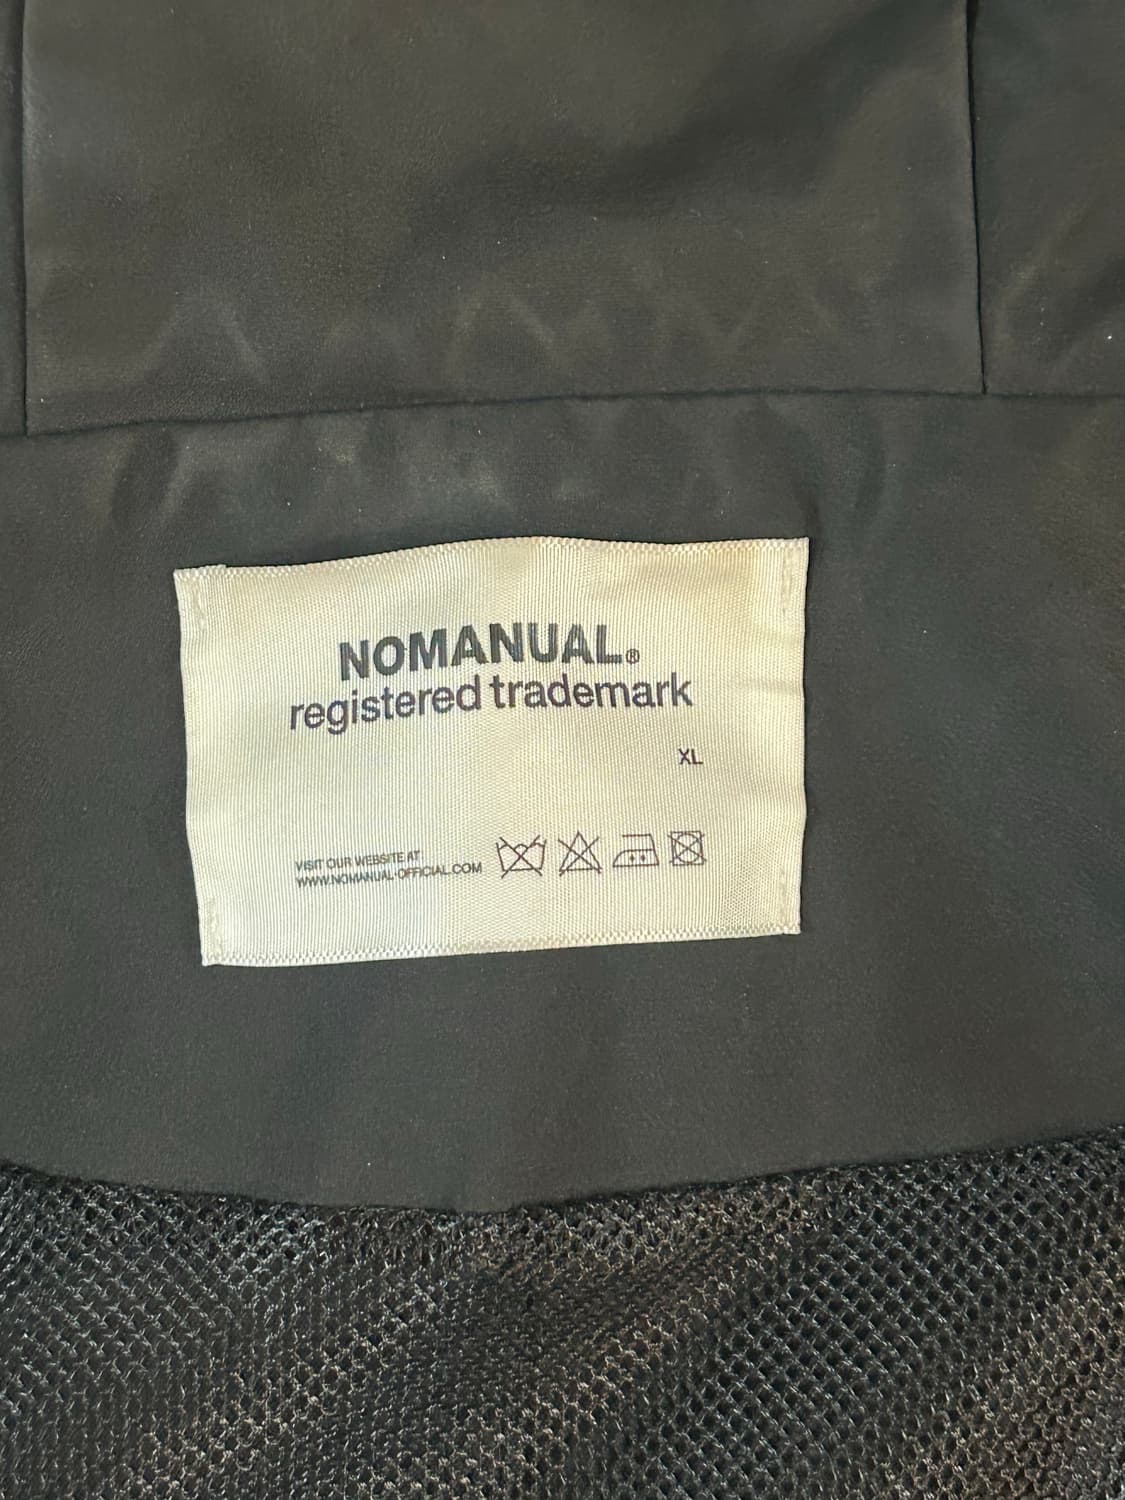 NOMANUAL®
registered trademark
XL
VISIT OUR WEBSITE AT
WWW.NOMANUAL-OFFICIAL.COM